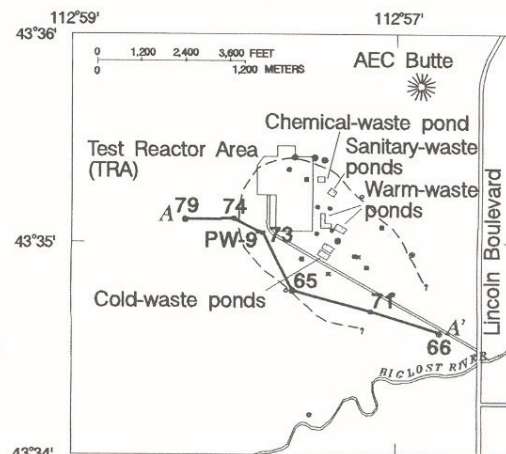 112°59'
112°57'
43°36'
0 1,200 2,400 3,600 FEET
0 1,200 METERS
AEC Butte
Chemical-waste pond
Sanitary-waste
ponds
Test Reactor Area
(TRA)
Warm-waste
ponds
A 79 74
PW-9 73
43°35'
65
Cold-waste ponds
71
A'
66
Lincoln Boulevard
BIG LOST RIVER
43°34'